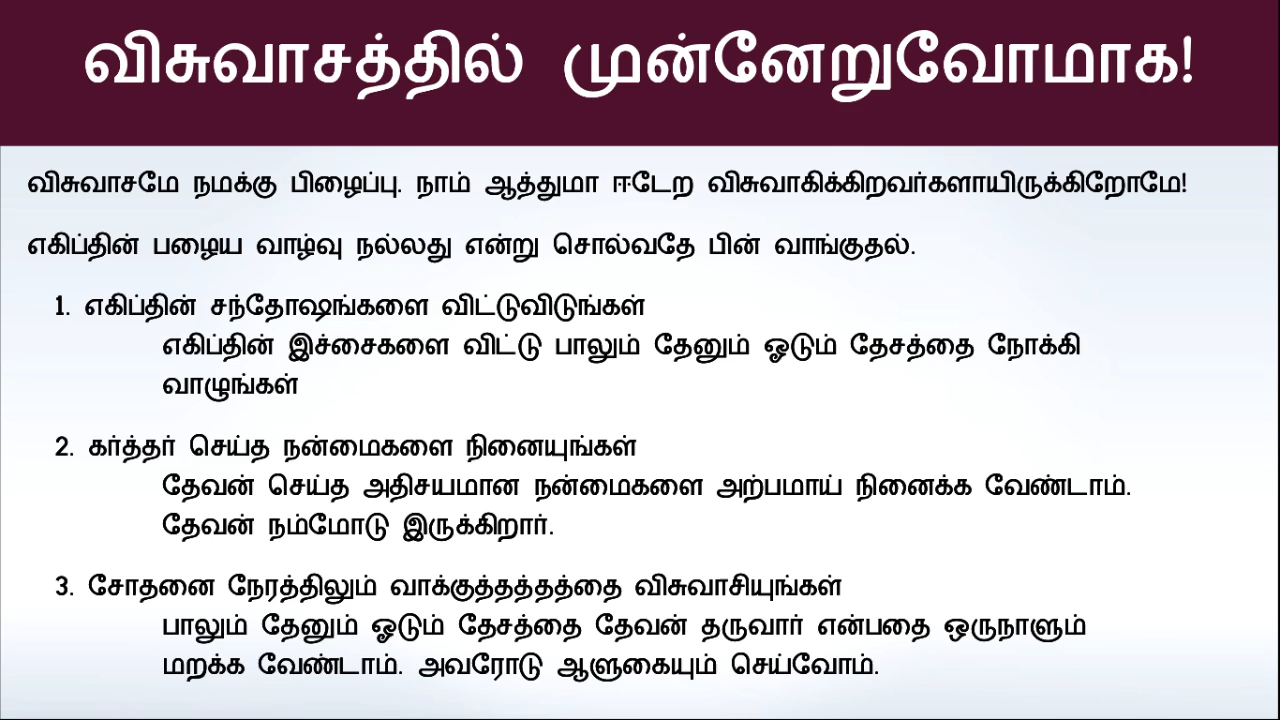 விசுவாசத்தில் முன்னேறுவோமாக!
விசுவாசமே நமக்கு பிழைப்பு. நாம் ஆத்துமா ஈடேற விசுவாகிக்கிறவர்களாயிருக்கிறோமே!
எகிப்தின் பழைய வாழ்வு நல்லது என்று சொல்வதே பின் வாங்குதல்.
1. எகிப்தின் சந்தோஷங்களை விட்டுவிடுங்கள்
எகிப்தின் இச்சைகளை விட்டு பாலும் தேனும் ஓடும் தேசத்தை நோக்கி
வாழுங்கள்
2. கர்த்தர் செய்த நன்மைகளை நினையுங்கள்
தேவன் செய்த அதிசயமான நன்மைகளை அற்பமாய் நினைக்க வேண்டாம்.
தேவன் நம்மோடு இருக்கிறார்.
3. சோதனை நேரத்திலும் வாக்குத்தத்தத்தை விசுவாசியுங்கள்
பாலும் தேனும் ஓடும் தேசத்தை தேவன் தருவார் என்பதை ஒருநாளும்
மறக்க வேண்டாம். அவரோடு ஆளுகையும் செய்வோம்.